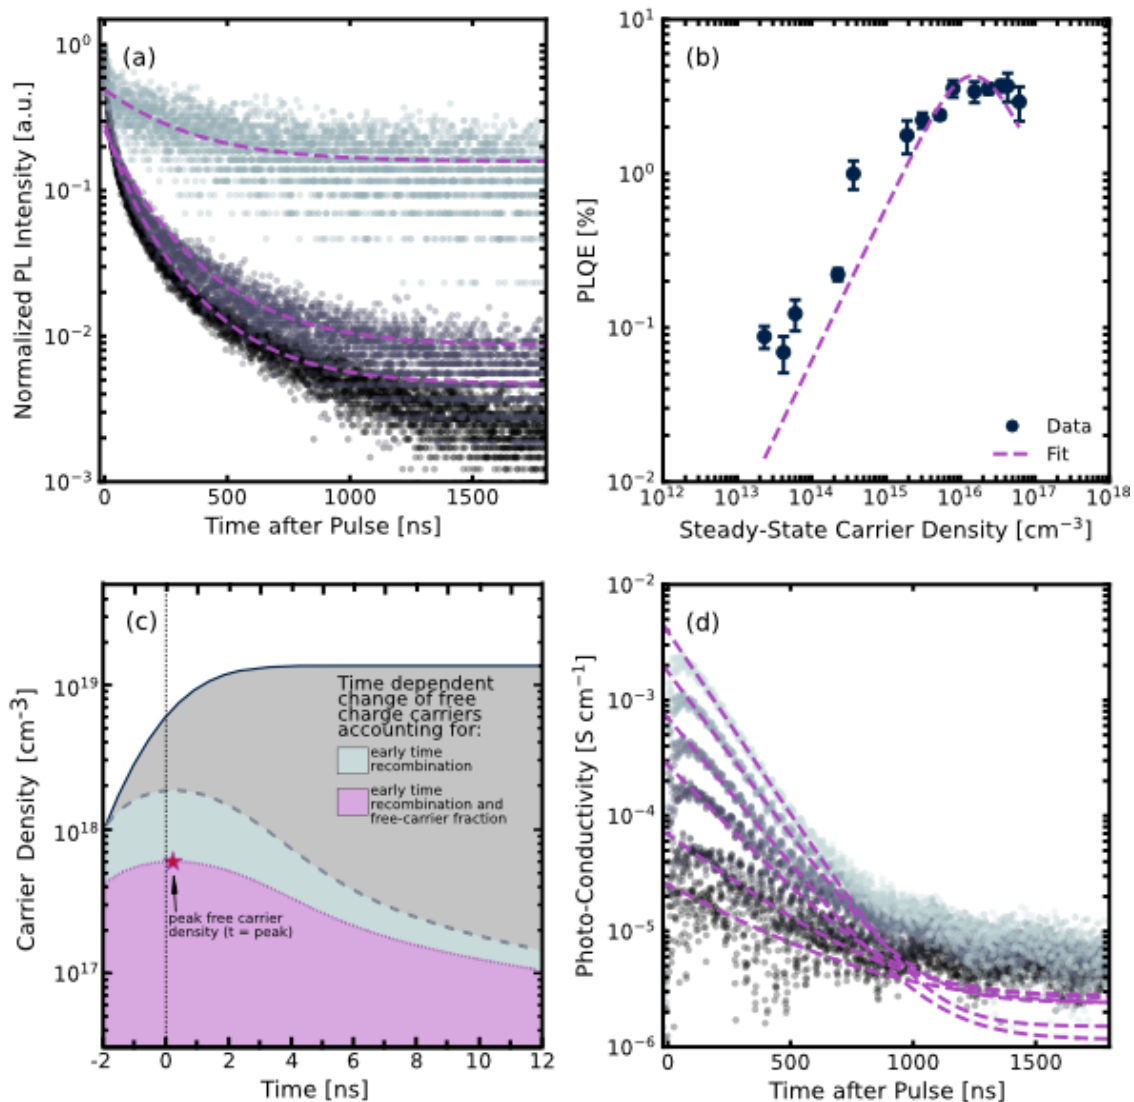 (a)
Normalized PL Intensity [a.u.]
10⁰
10⁻¹
10⁻²
10⁻³
0
500
1000
1500
Time after Pulse [ns]
(b)
PLQE [%]
10¹
10⁰
10⁻¹
10⁻²
Data
Fit
10¹²
10¹³
10¹⁴
10¹⁵
10¹⁶
10¹⁷
10¹⁸
Steady-State Carrier Density [cm⁻³]
(c)
Carrier Density [cm⁻³]
10¹⁹
10¹⁸
10¹⁷
Time dependent
change of free
charge carriers
accounting for:
early time
recombination
early time
recombination and
free-carrier fraction
peak free carrier
density (t = peak)
-2
0
2
4
6
8
10
12
Time [ns]
(d)
Photo-Conductivity [S cm⁻¹]
10⁻²
10⁻³
10⁻⁴
10⁻⁵
10⁻⁶
0
500
1000
1500
Time after Pulse [ns]